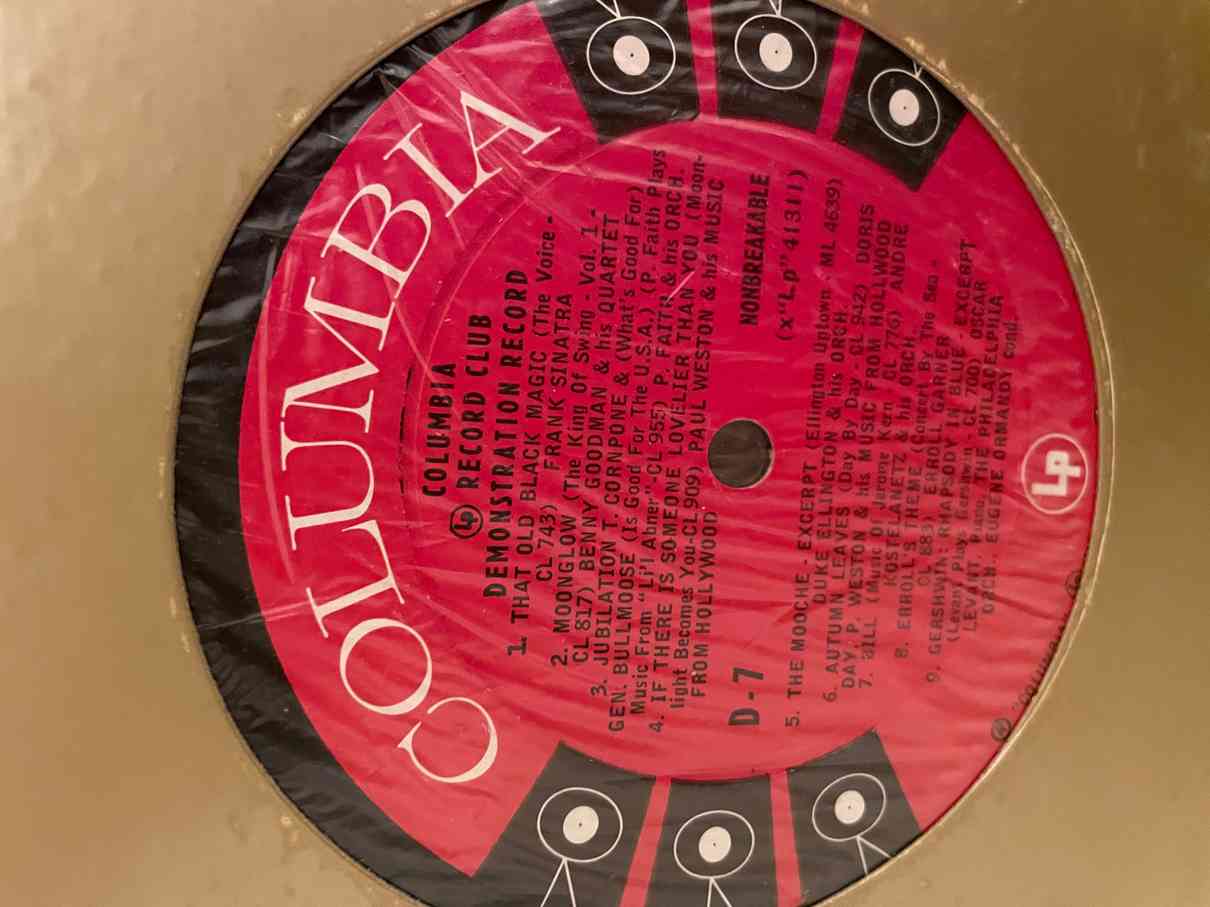 COLUMBIA
COLUMBIA
Lp RECORD CLUB
DEMONSTRATION RECORD
1. THAT OLD BLACK MAGIC (The Voice -
CL 743) FRANK SINATRA
2. MOONGLOW (The King Of Swing - Vol. 1 -
CL 817) BENNY GOODMAN & his QUARTET
3. JUBILATION T. CORNPONE & (What's Good For)
GEN. BULLMOOSE (Is Good For The U.S.A.) (P. Faith Plays
Music From "Li'l Abner"-CL 955) P. FAITH & his ORCH.
4. IF THERE IS SOMEONE LOVELIER THAN YOU (Moon-
light Becomes You-CL 909) PAUL WESTON & his MUSIC
FROM HOLLYWOOD
NONBREAKABLE
D-7
(x"Lp"41311)
5. THE MOOCHE - EXCERPT (Ellington Uptown - ML 4639)
DUKE ELLINGTON & his ORCH.
6. AUTUMN LEAVES (Day By Day - CL 942) DORIS
DAY, P. WESTON & his MUSIC FROM HOLLYWOOD
7. BILL (Music Of Jerome Kern - CL 776) ANDRE
KOSTELANETZ & his ORCH.
8. ERROLL'S THEME (Concert By The Sea -
CL 883) ERROLL GARNER
9. GERSHWIN: RHAPSODY IN BLUE - EXCERPT
(Levant Plays Gershwin - CL 700) OSCAR
LEVANT, Piano, THE PHILADELPHIA
ORCH. EUGENE ORMANDY cond.
Lp